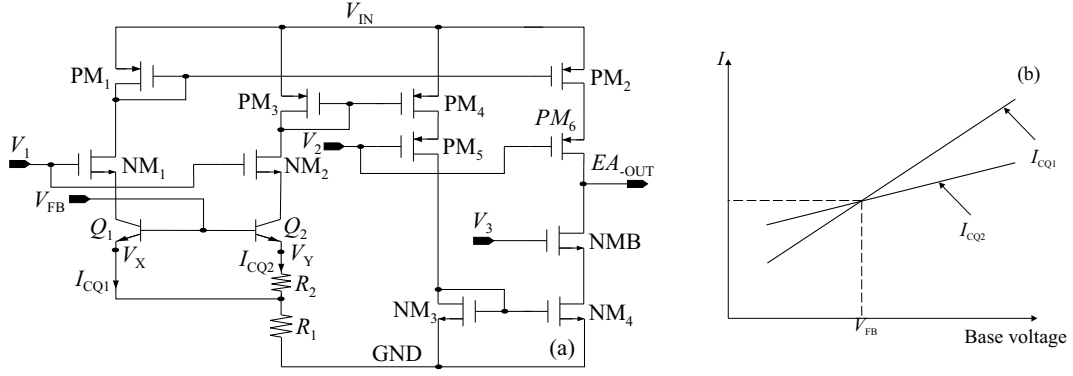 V_IN
PM_1
PM_2
PM_3
PM_4
PM_6
V_1
NM_1
NM_2
V_2
PM_5
EA_-OUT
V_FB
V_3
Q_1
Q_2
NMB
V_X
V_Y
I_CQ1
I_CQ2
R_2
R_1
NM_3
NM_4
GND
(a)
I
(b)
I_CQ1
I_CQ2
V_FB
Base voltage